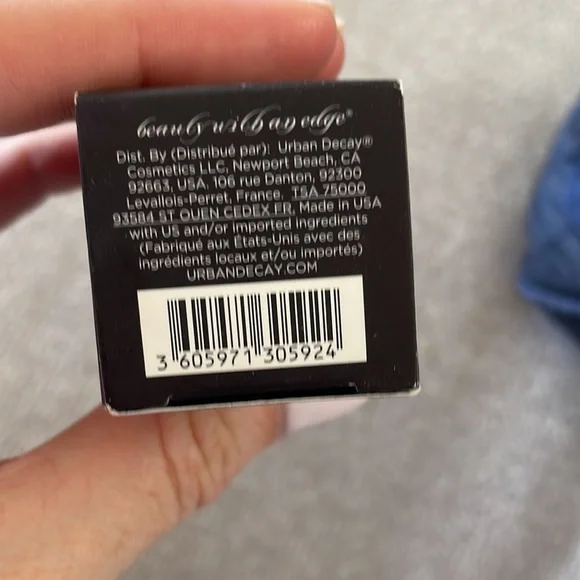 beauty with an edge®
Dist. By (Distribué par): Urban Decay®
Cosmetics LLC, Newport Beach, CA
92663, USA, 106 rue Danton, 92300
Levallois-Perret, France, TSA 75000
93584 ST OUEN CEDEX FR, Made in USA
with US and/or imported ingredients
(Fabriqué aux États-Unis avec des
ingrédients locaux et/ou importés)
URBANDECAY.COM
3 605971 305924